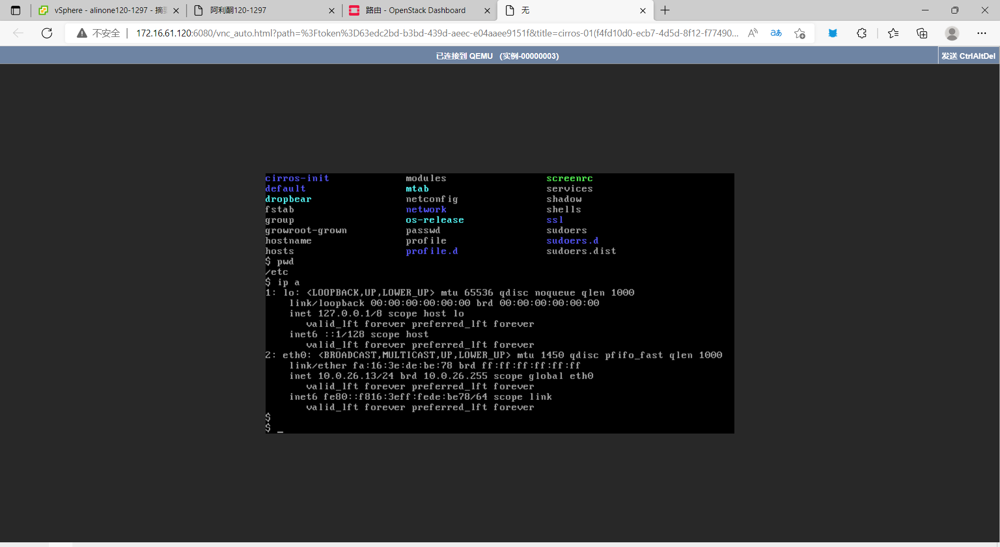 vSphere - alinone120-1297 - 摘
阿利酮120-1297
路由 - OpenStack Dashboard
无
不安全
172.16.61.120:6080/vnc_auto.html?path=%3Ftoken%3D63edc2bd-b3bd-439d-aeec-e04aaee9151f&title=cirros-01(f4fd10d0-ecb7-4d5d-8f12-f77490...
aあ
已连接到 QEMU (实例-00000003)
发送 CtrlAltDel
cirros-init modules screenrc
default mtab services
dropbear netconfig shadow
fstab network shells
group os-release ssl
growroot-grown passwd sudoers
hostname profile sudoers.d
hosts profile.d sudoers.dist
$ pwd
/etc
$ ip a
1: lo: <LOOPBACK,UP,LOWER_UP> mtu 65536 qdisc noqueue qlen 1000
link/loopback 00:00:00:00:00:00 brd 00:00:00:00:00:00
inet 127.0.0.1/8 scope host lo
valid_lft forever preferred_lft forever
inet6 ::1/128 scope host
valid_lft forever preferred_lft forever
2: eth0: <BROADCAST,MULTICAST,UP,LOWER_UP> mtu 1450 qdisc pfifo_fast qlen 1000
link/ether fa:16:3e:de:be:78 brd ff:ff:ff:ff:ff:ff
inet 10.0.26.13/24 brd 10.0.26.255 scope global eth0
valid_lft forever preferred_lft forever
inet6 fe80::f816:3eff:fede:be78/64 scope link
valid_lft forever preferred_lft forever
$
$ _